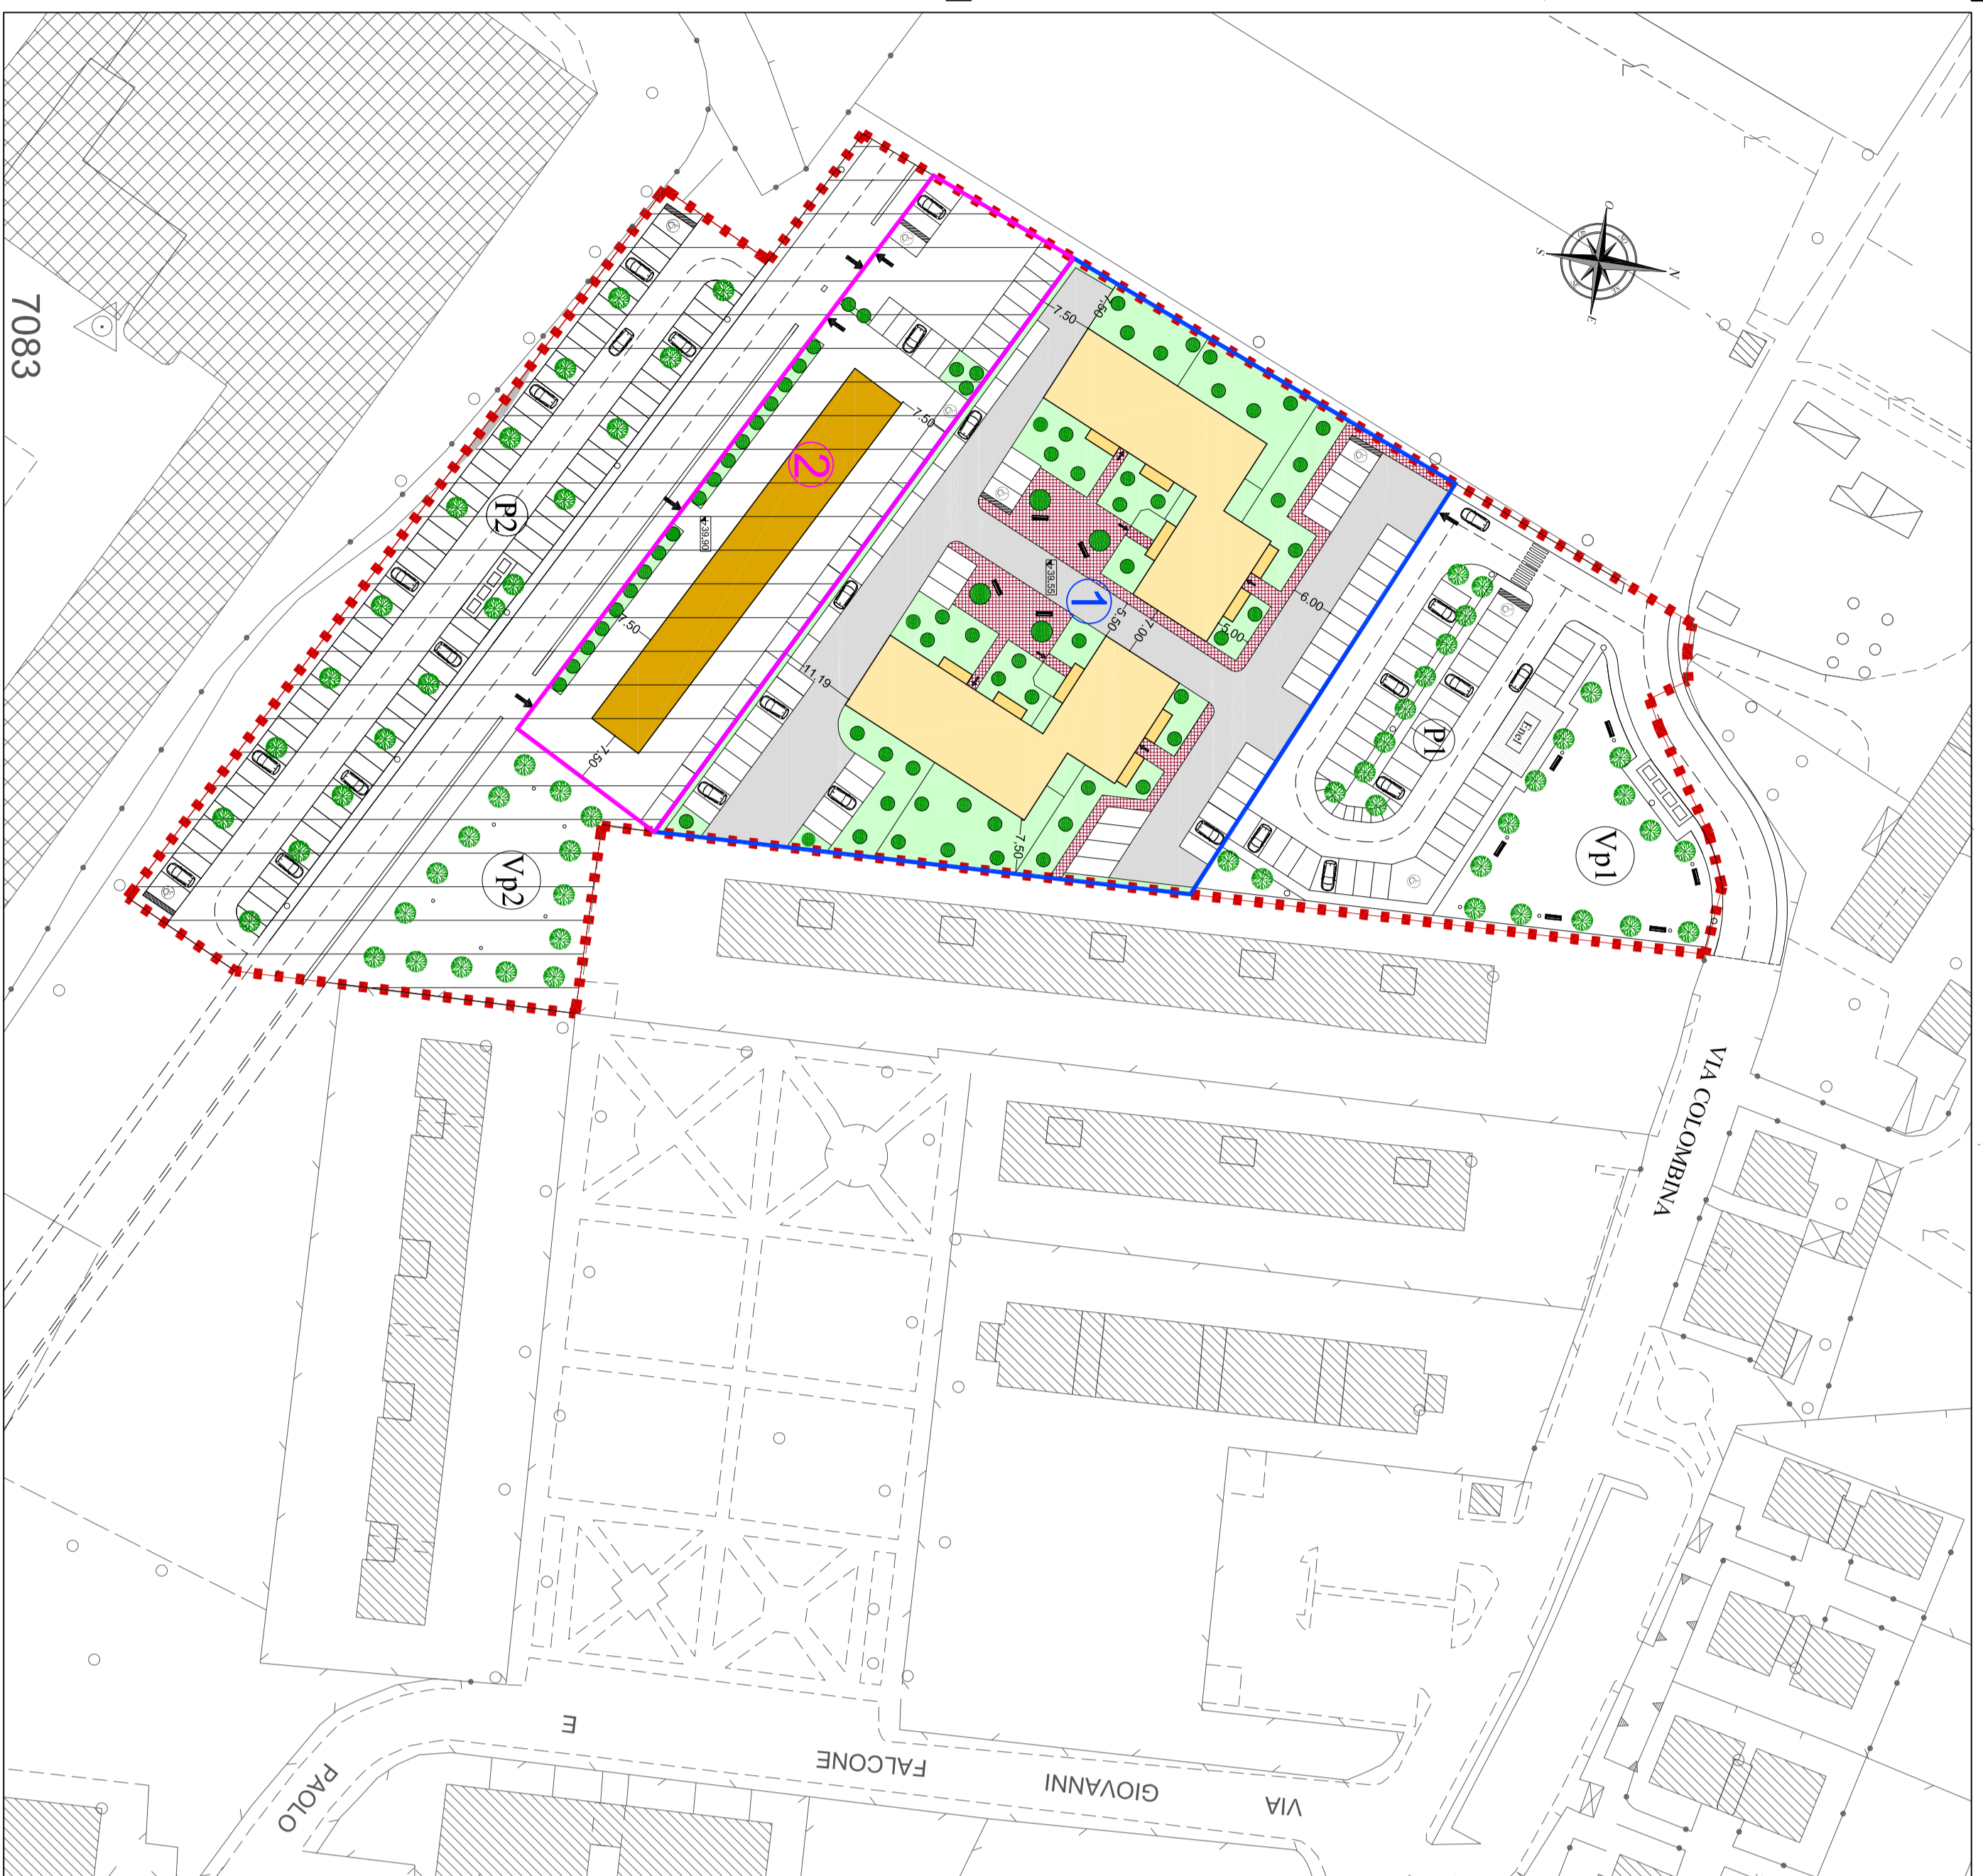 7083
O
N
S
E
7.50
7.50
7.50
2
+39.90
7.50
11.19
7.50
+39.55
1
5.50
7.00
6.00
5.00
7.50
P2
Vp2
P1
Enel
Vp1
VIA COLOMBINA
VIA
GIOVANNI
FALCONE
E
PAOLO